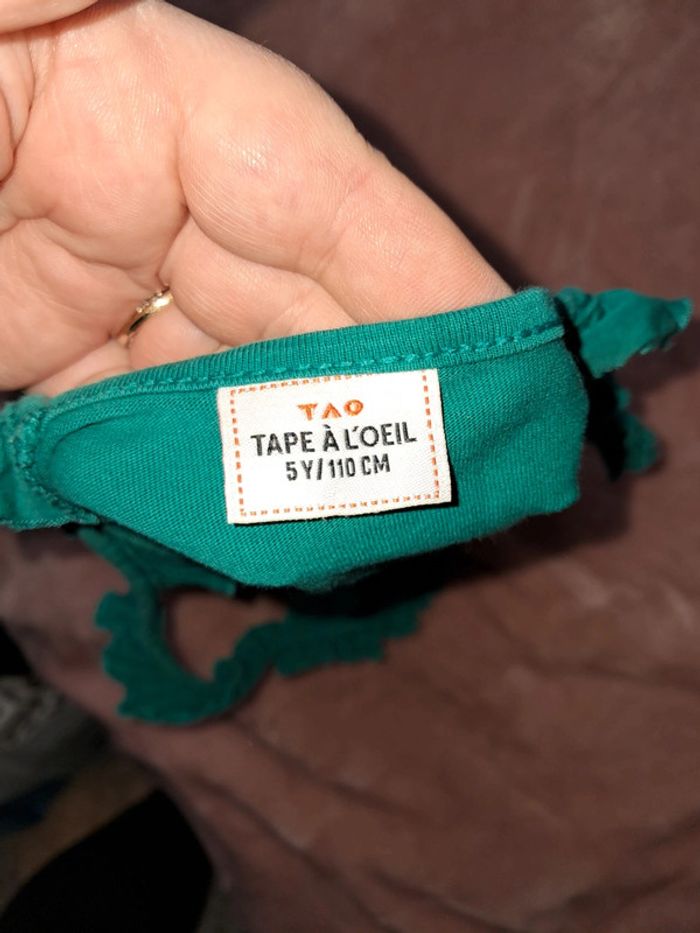 TAO
TAPE À L'OEIL
5 Y/ 110 CM